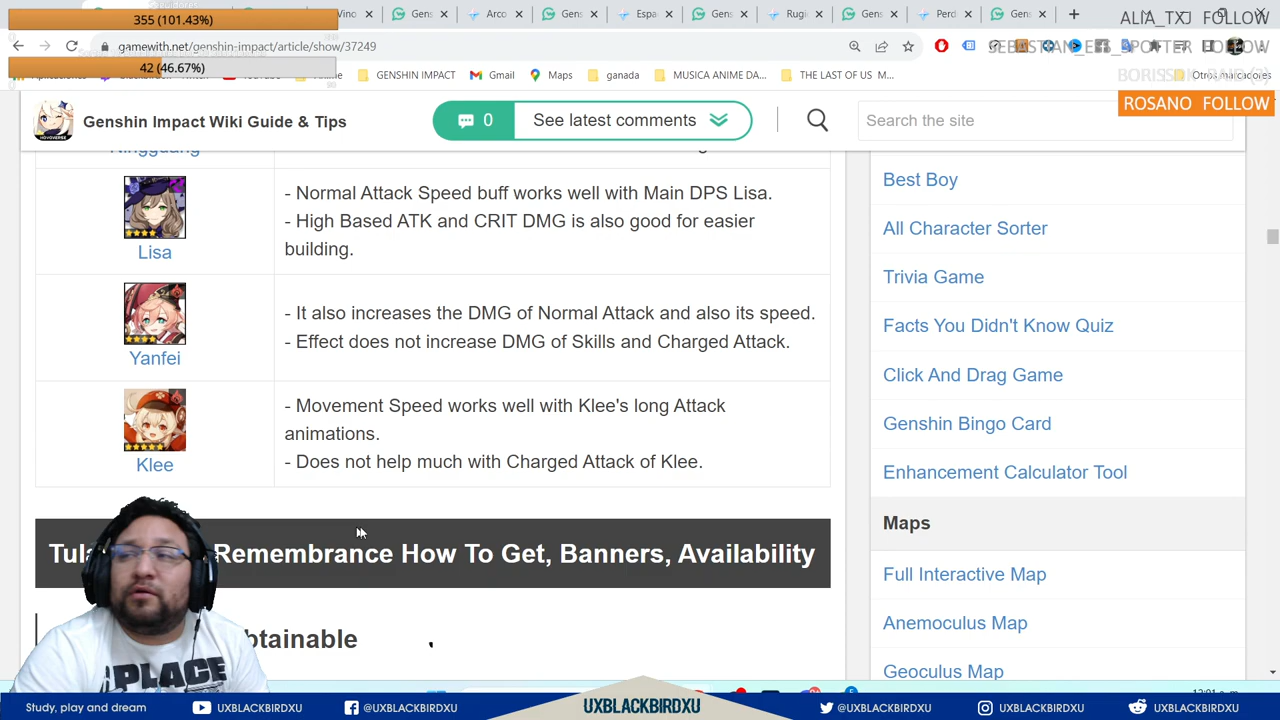 355 (101.43%)
Gens
Arco
Gens
Espa
Gens
Rugi
Gens
Perd
Gens
ALIA_TXJ FOLLOW
gamewith.net/genshin-impact/article/show/37249
FOLLOW
42 (46.67%)
GENSHIN IMPACT
Gmail
Maps
ganada
MUSICA ANIME DA...
THE LAST OF US M...
Otros marcadores
ROSANO FOLLOW
Genshin Impact Wiki Guide & Tips
0
See latest comments
Search the site
Ningguang
- Normal Attack Speed buff works well with Main DPS Lisa.
- High Based ATK and CRIT DMG is also good for easier
building.
Lisa
- It also increases the DMG of Normal Attack and also its speed.
- Effect does not increase DMG of Skills and Charged Attack.
Yanfei
- Movement Speed works well with Klee's long Attack
animations.
- Does not help much with Charged Attack of Klee.
Klee
Remembrance How To Get, Banners, Availability
Best Boy
All Character Sorter
Trivia Game
Facts You Didn't Know Quiz
Click And Drag Game
Genshin Bingo Card
Enhancement Calculator Tool
Maps
Full Interactive Map
Anemoculus Map
Geoculus Map
PLACE
Study, play and dream
UXBLACKBIRDXU
@UXBLACKBIRDXU
UXBLACKBIRDXU
@UXBLACKBIRDXU
UXBLACKBIRDXU
UXBLACKBIRDXU